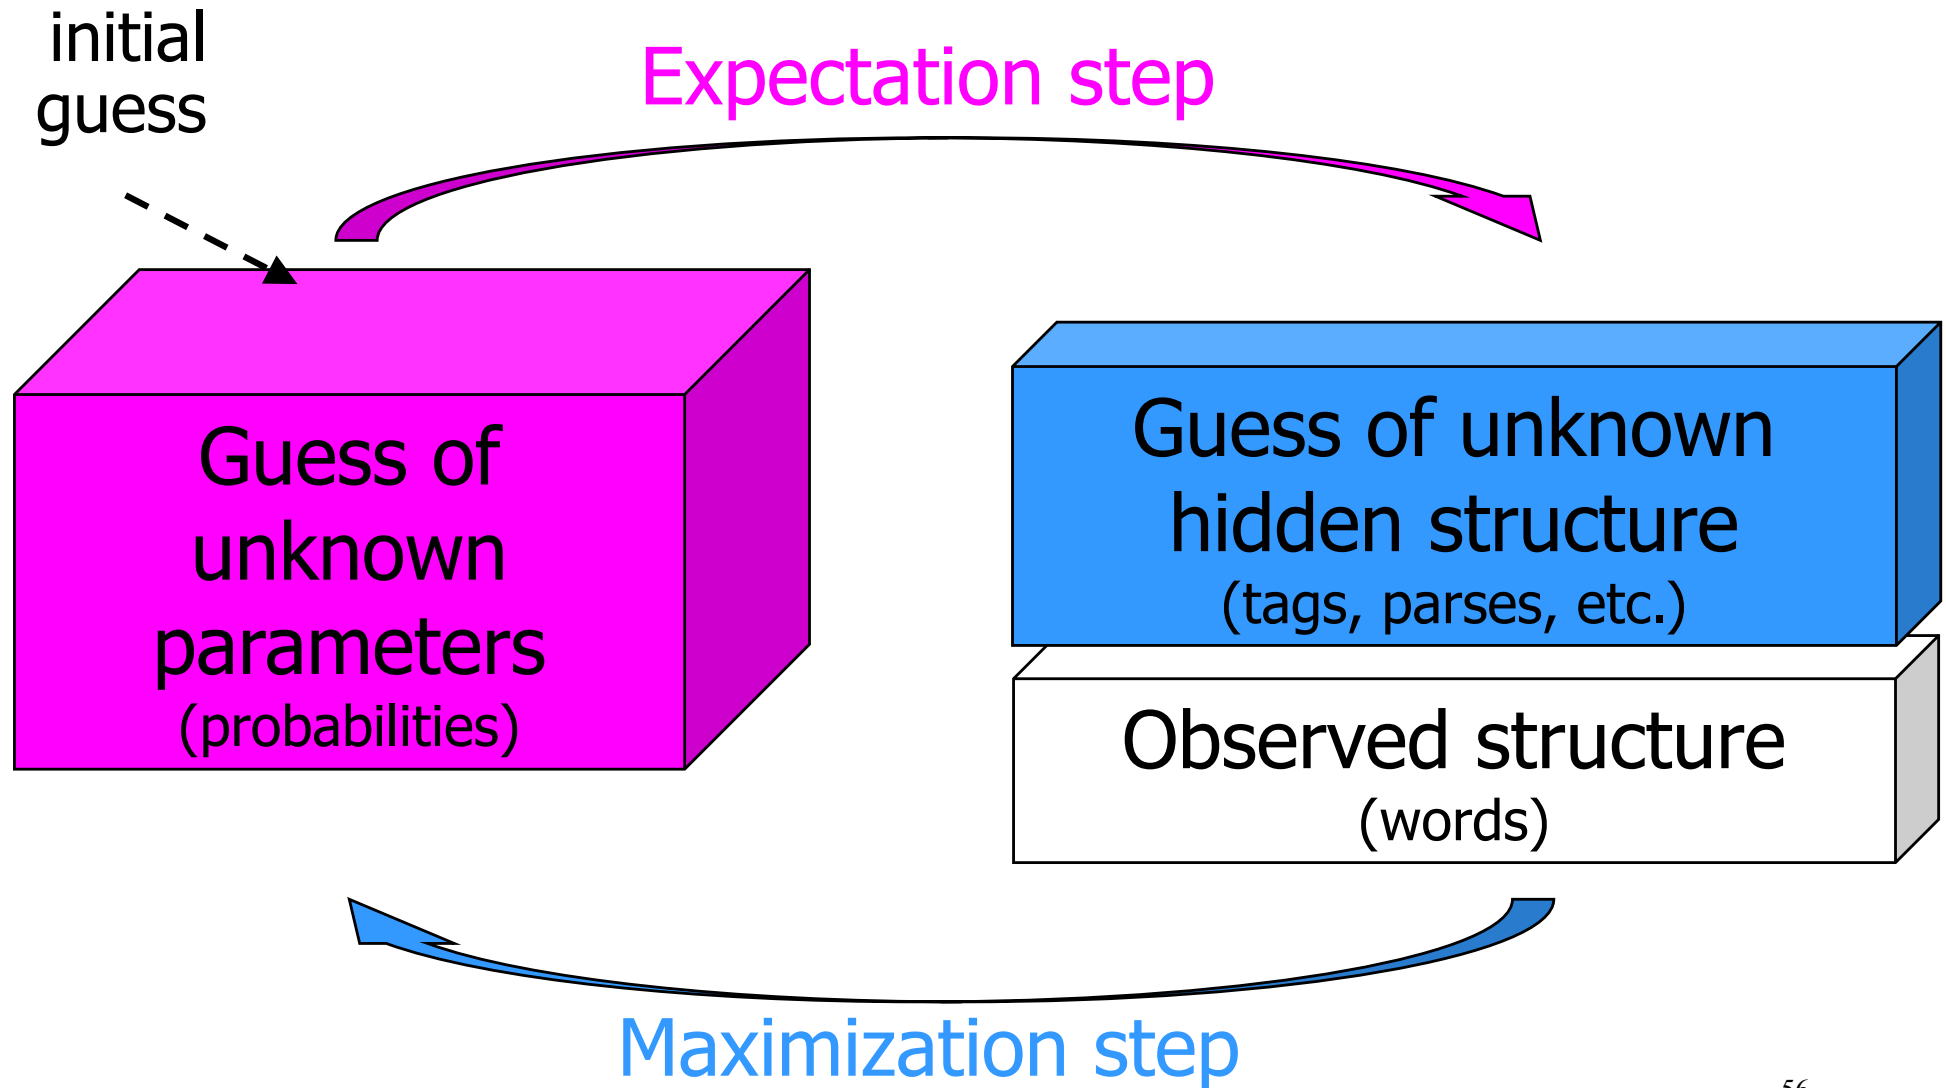 initial
guess
Expectation step
Guess of
unknown
parameters
(probabilities)
Guess of unknown
hidden structure
(tags, parses, etc.)
Observed structure
(words)
Maximization step
56